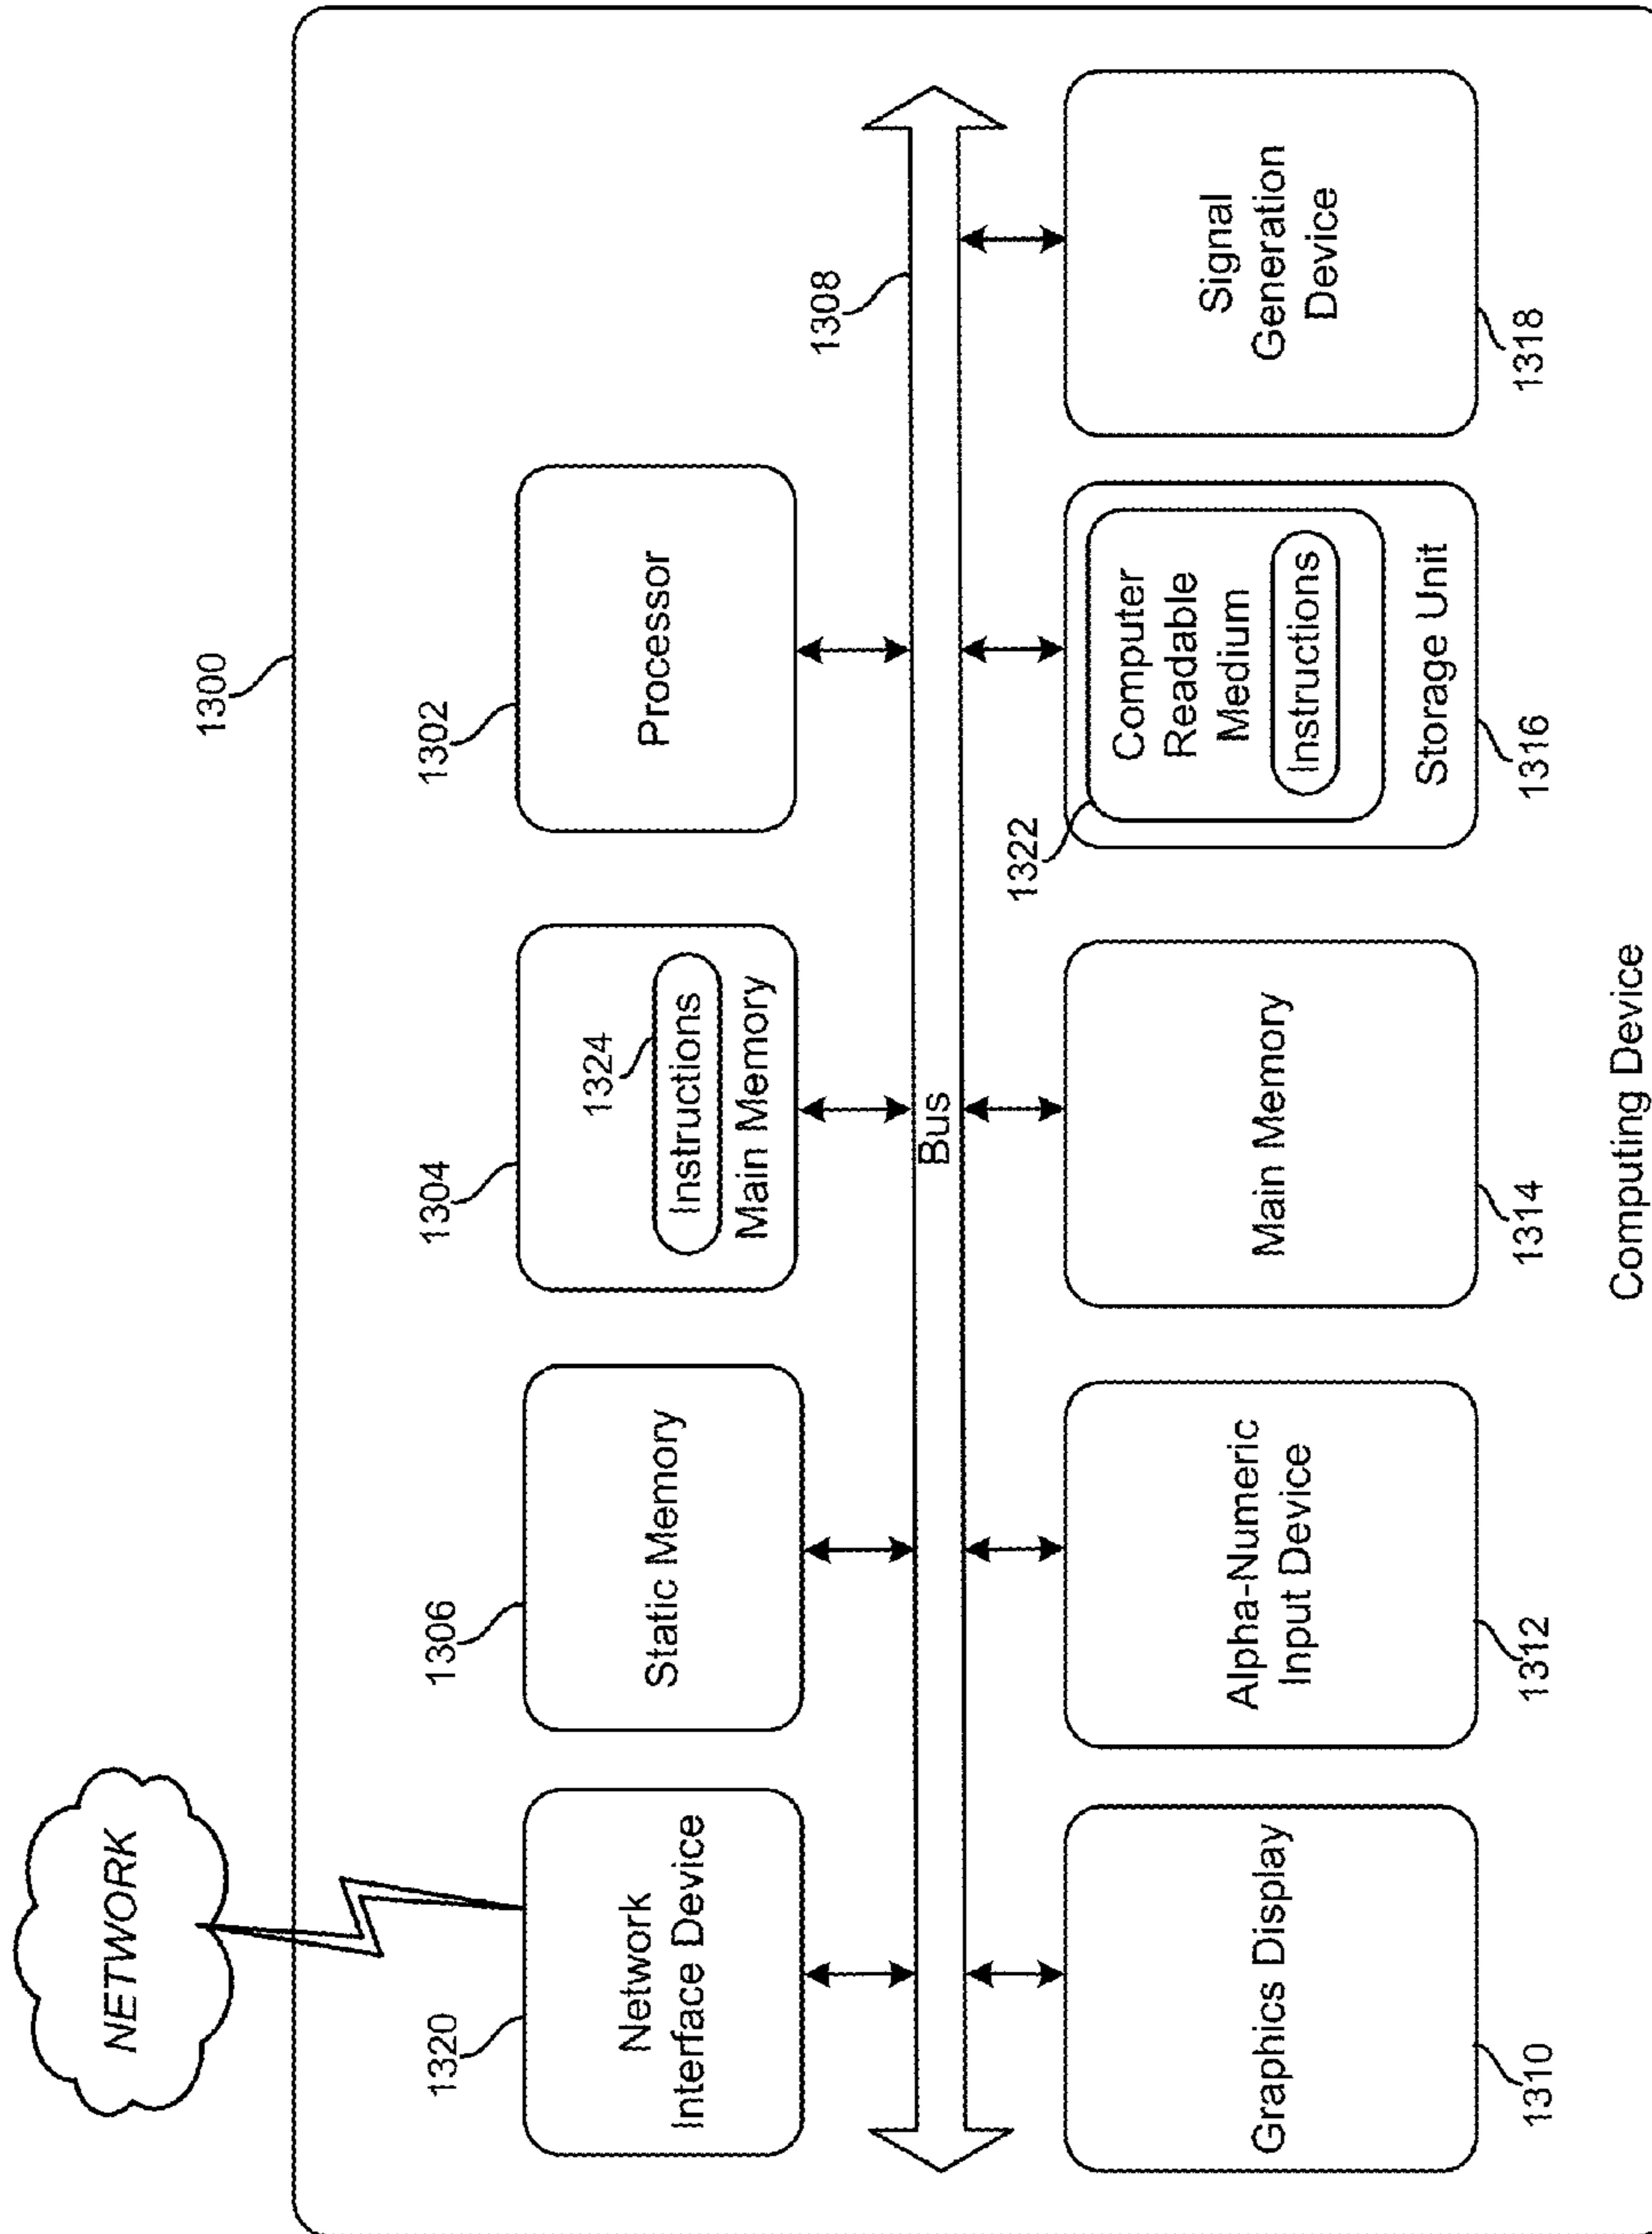 NETWORK
1300
1320
Network
Interface Device
1306
Static Memory
1304
1324
Instructions
Main Memory
1302
Processor
Bus
1308
Graphics Display
1310
Alpha-Numeric
Input Device
1312
Main Memory
1314
1322
Computer
Readable
Medium
Instructions
Storage Unit
1316
Signal
Generation
Device
1318
Computing Device